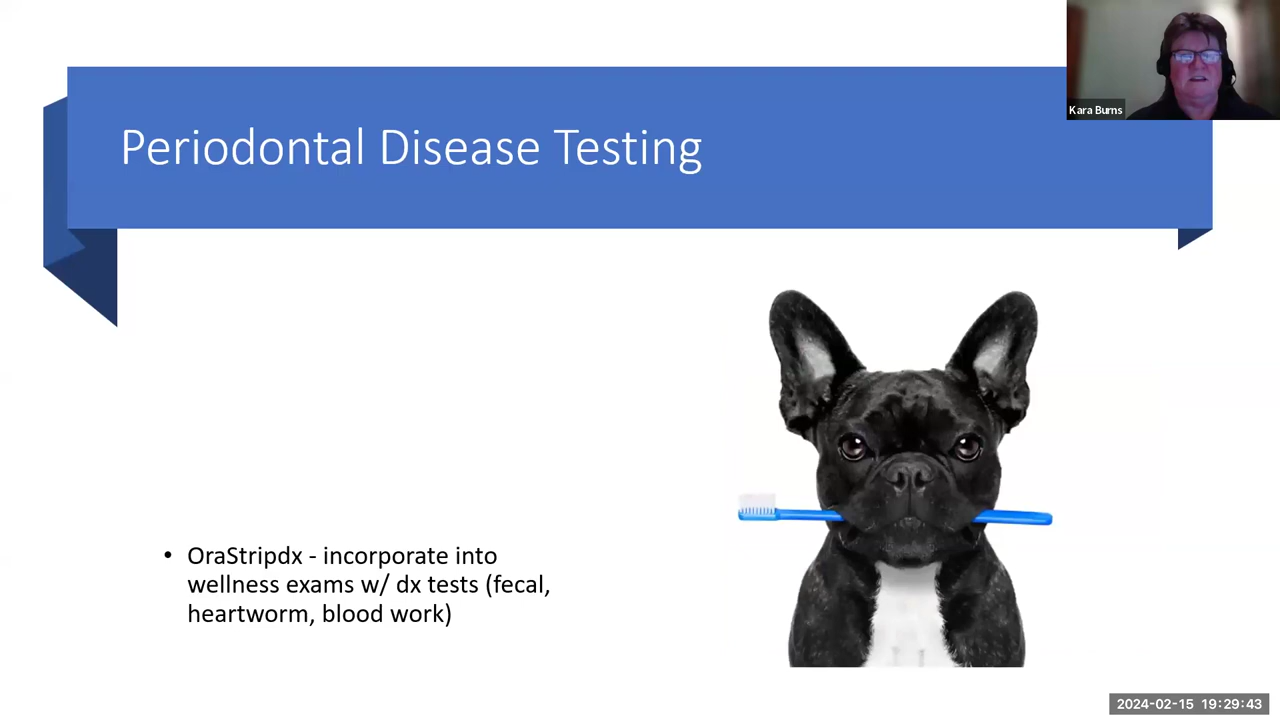 Kara Burns
Periodontal Disease Testing
• OraStripdx - incorporate into
wellness exams w/ dx tests (fecal,
heartworm, blood work)
2024-02-15 19:29:43